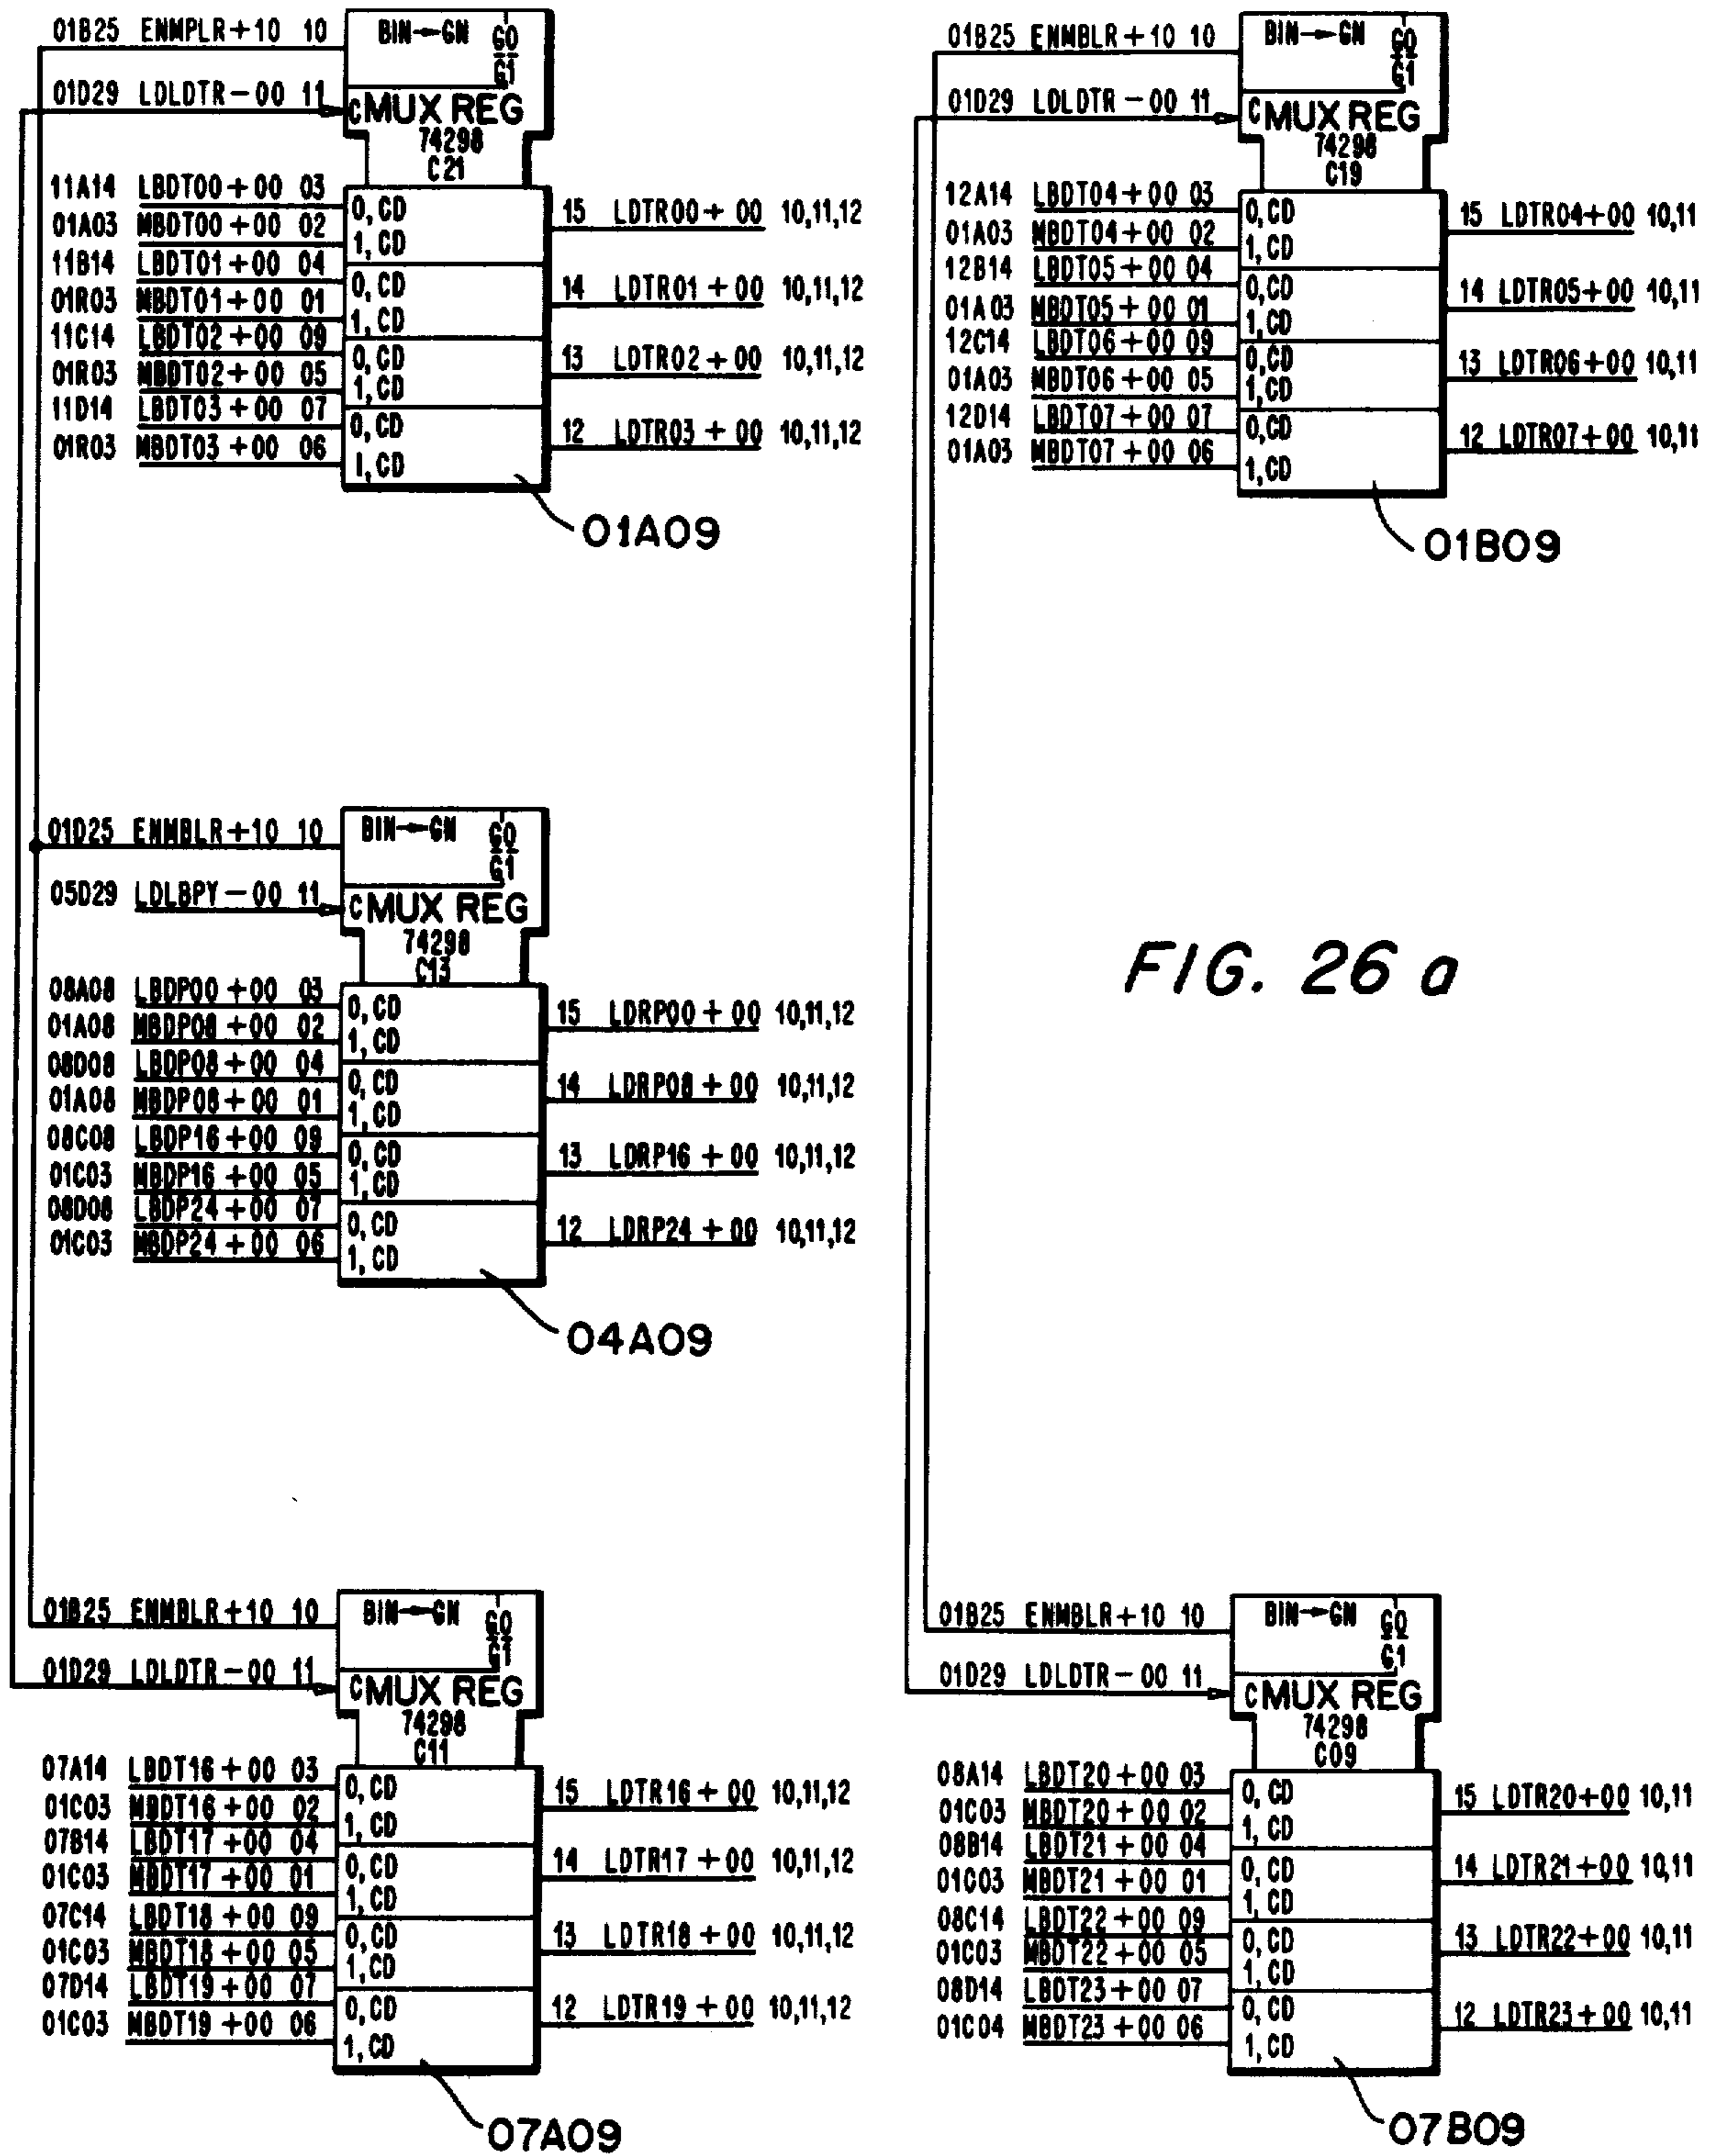 01B25 ENMPLR+10 10
BIN→GN G0
G1
01D29 LDLDTR-00 11
C MUX REG
74298
C21
11A14 LBDT00+00 03
0,CD
15 LDTR00+00 10,11,12
01A03 MBDT00+00 02
1,CD
11B14 LBDT01+00 04
0,CD
14 LDTR01+00 10,11,12
01R03 MBDT01+00 01
1,CD
11C14 LBDT02+00 09
0,CD
13 LDTR02+00 10,11,12
01R03 MBDT02+00 05
1,CD
11D14 LBDT03+00 07
0,CD
12 LDTR03+00 10,11,12
01R03 MBDT03+00 06
1,CD
01A09
01B25 ENMBLR+10 10
BIN→GN G0
G1
01D29 LDLDTR-00 11
C MUX REG
74298
C19
12A14 LBDT04+00 03
0,CD
15 LDTR04+00 10,11
01A03 MBDT04+00 02
1,CD
12B14 LBDT05+00 04
0,CD
14 LDTR05+00 10,11
01A03 MBDT05+00 01
1,CD
12C14 LBDT06+00 09
0,CD
13 LDTR06+00 10,11
01A03 MBDT06+00 05
1,CD
12D14 LBDT07+00 07
0,CD
12 LDTR07+00 10,11
01A03 MBDT07+00 06
1,CD
01B09
01D25 ENMBLR+10 10
BIN→GN G0
G1
05D29 LDLBPY-00 11
C MUX REG
74298
C13
08A08 LBDP00+00 03
0,CD
15 LDRP00+00 10,11,12
01A08 MBDP08+00 02
1,CD
08D08 LBDP08+00 04
0,CD
14 LDRP08+00 10,11,12
01A08 MBDP08+00 01
1,CD
08C08 LBDP16+00 09
0,CD
13 LDRP16+00 10,11,12
01C03 MBDP16+00 05
1,CD
08D08 LBDP24+00 07
0,CD
12 LDRP24+00 10,11,12
01C03 MBDP24+00 06
1,CD
04A09
FIG. 26 a
01B25 ENMBLR+10 10
BIN→GN G0
G1
01D29 LDLDTR-00 11
C MUX REG
74298
C11
07A14 LBDT16+00 03
0,CD
15 LDTR16+00 10,11,12
01C03 MBDT16+00 02
1,CD
07B14 LBDT17+00 04
0,CD
14 LDTR17+00 10,11,12
01C03 MBDT17+00 01
1,CD
07C14 LBDT18+00 09
0,CD
13 LDTR18+00 10,11,12
01C03 MBDT18+00 05
1,CD
07D14 LBDT19+00 07
0,CD
12 LDTR19+00 10,11,12
01C03 MBDT19+00 06
1,CD
07A09
01B25 ENMBLR+10 10
BIN→GN G0
G1
01D29 LDLDTR-00 11
C MUX REG
74298
C09
08A14 LBDT20+00 03
0,CD
15 LDTR20+00 10,11
01C03 MBDT20+00 02
1,CD
08B14 LBDT21+00 04
0,CD
14 LDTR21+00 10,11
01C03 MBDT21+00 01
1,CD
08C14 LBDT22+00 09
0,CD
13 LDTR22+00 10,11
01C03 MBDT22+00 05
1,CD
08D14 LBDT23+00 07
0,CD
12 LDTR23+00 10,11
01C04 MBDT23+00 06
1,CD
07B09